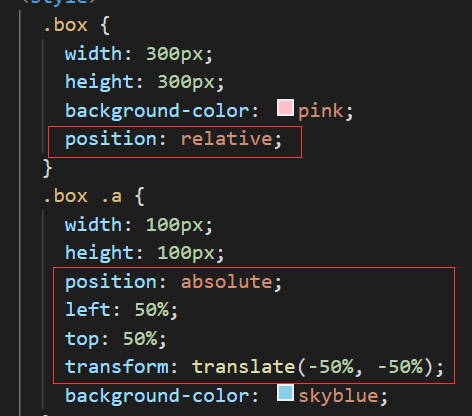 <style>
.box {
width: 300px;
height: 300px;
background-color: pink;
position: relative;
}
.box .a {
width: 100px;
height: 100px;
position: absolute;
left: 50%;
top: 50%;
transform: translate(-50%, -50%);
background-color: skyblue;